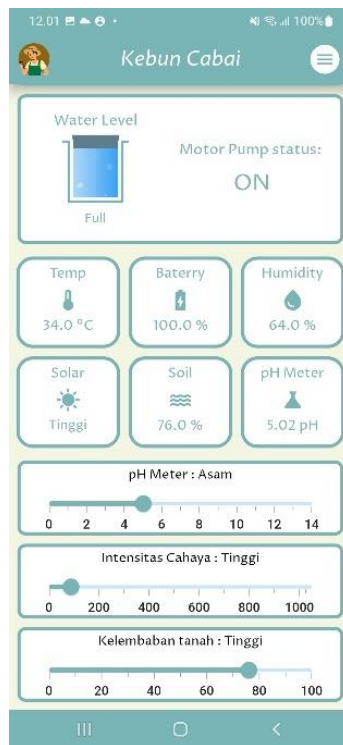 12.01 100%
Kebun Cabai
Water Level
Motor Pump status:
ON
Full
Temp Baterry Humidity
34.0 °C 100.0 % 64.0 %
Solar Soil pH Meter
Tinggi 76.0 % 5.02 pH
pH Meter : Asam
0 2 4 6 8 10 12 14
Intensitas Cahaya : Tinggi
0 200 400 600 800 1000
Kelembaban tanah : Tinggi
0 20 40 60 80 100